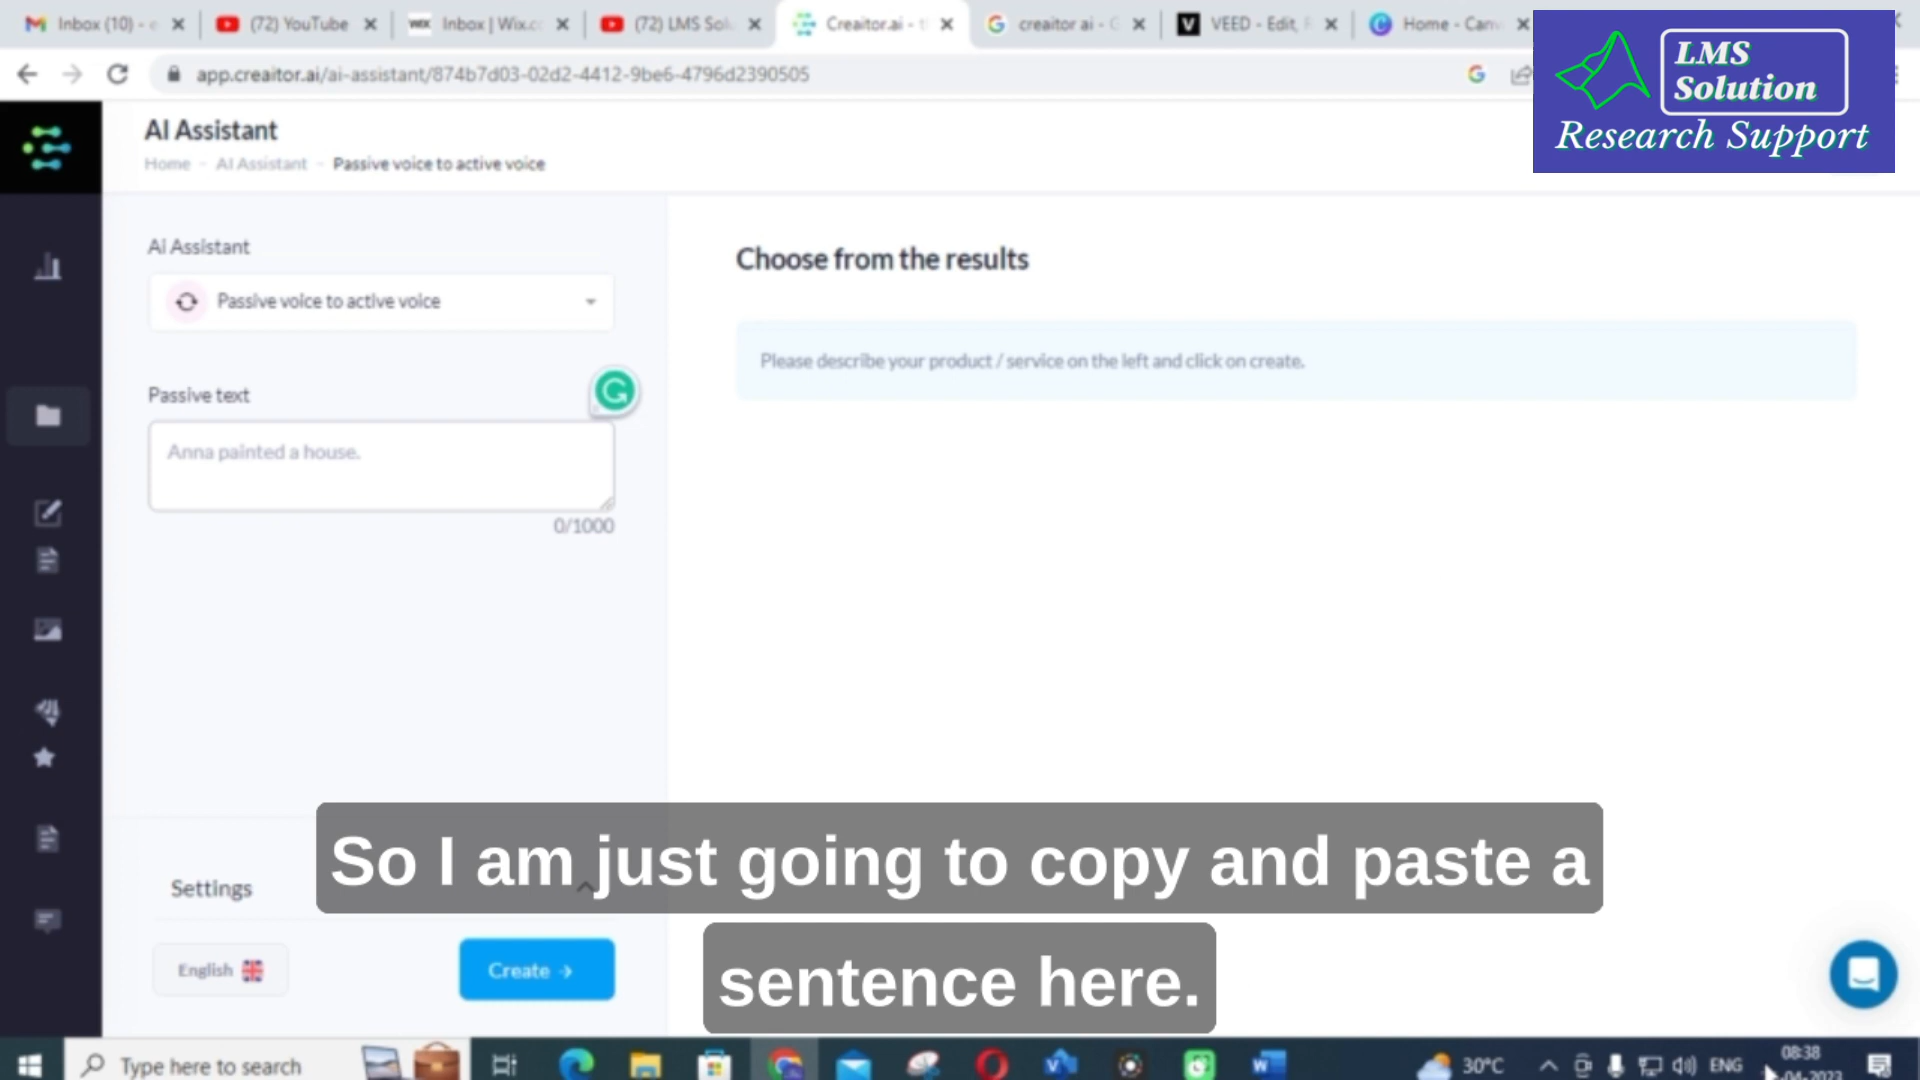 Inbox (10) - e
(72) YouTube
Inbox | Wix.co
(72) LMS Solu
Creaitor.ai - t
creaitor ai - G
VEED - Edit,
Home - Canv
app.creaitor.ai/ai-assistant/874b7d03-02d2-4412-9be6-4796d2390505
LMS
Solution
Research Support
AI Assistant
Home - AI Assistant - Passive voice to active voice
Ai Assistant
Passive voice to active voice
Passive text
Anna painted a house.
0/1000
Choose from the results
Please describe your product / service on the left and click on create.
Settings
English
Create →
So I am just going to copy and paste a
sentence here.
Type here to search
30°C
ENG
08:38
-04-2023